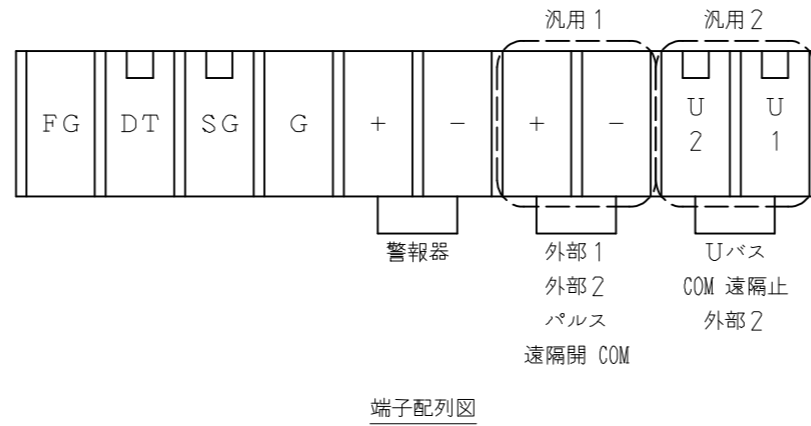 汎用1 汎用2
FG DT SG G + - + - U2 U1
警報器 外部1 Uバス
外部2 COM 遠隔止
パルス 外部2
遠隔開 COM
端子配列図